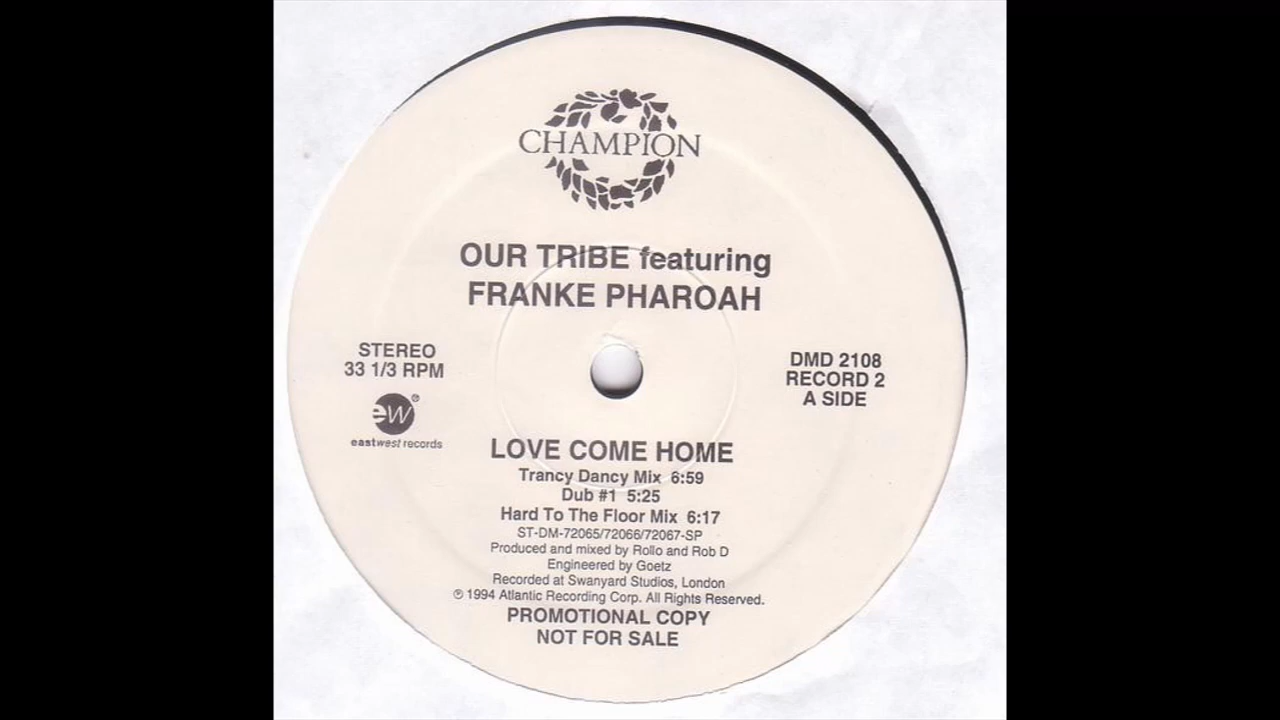 CHAMPION
OUR TRIBE featuring
FRANKE PHAROAH
STEREO
33 1/3 RPM
ew®
eastwest records
DMD 2108
RECORD 2
A SIDE
LOVE COME HOME
Trancy Dancy Mix 6:59
Dub #1 5:25
Hard To The Floor Mix 6:17
ST-DM-72065/72066/72067-SP
Produced and mixed by Rollo and Rob D
Engineered by Goetz
Recorded at Swanyard Studios, London
℗ 1994 Atlantic Recording Corp. All Rights Reserved.
PROMOTIONAL COPY
NOT FOR SALE